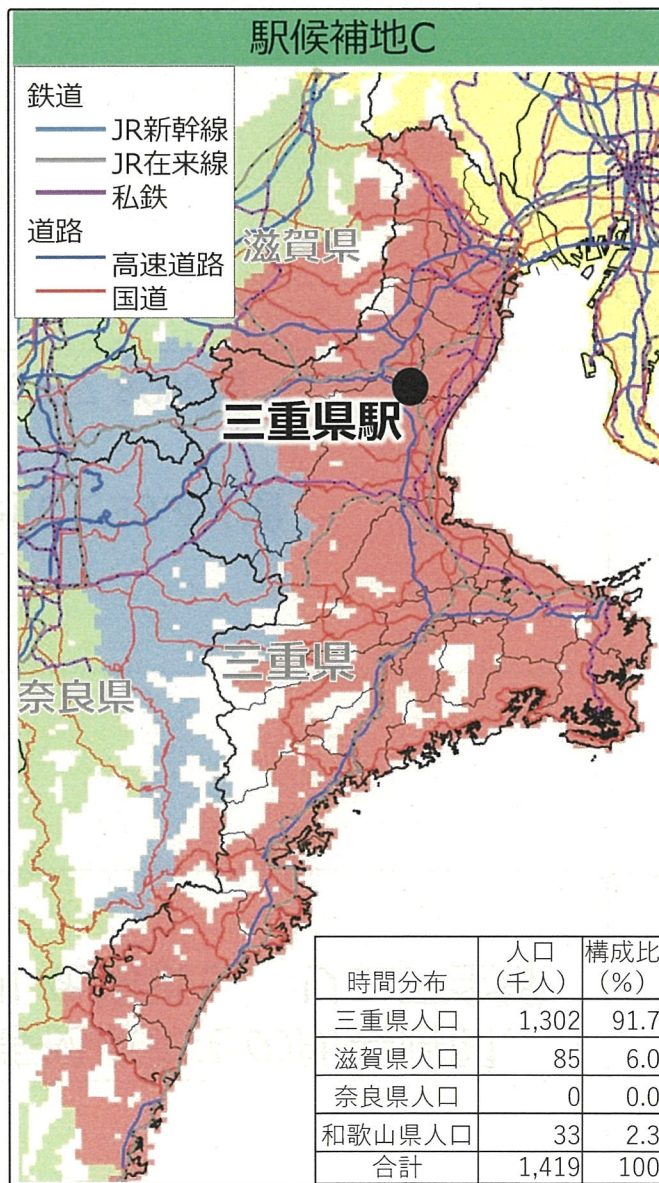 駅候補地C
鉄道
JR新幹線
JR在来線
私鉄
道路
高速道路
国道
滋賀県
三重県駅
三重県
奈良県
時間分布 人口(千人) 構成比(%)
三重県人口 1,302 91.7
滋賀県人口 85 6.0
奈良県人口 0 0.0
和歌山県人口 33 2.3
合計 1,419 100